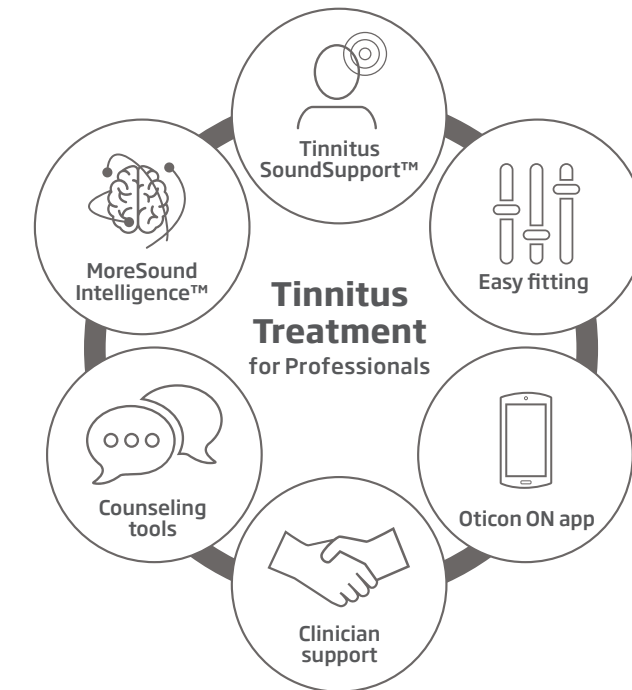 Tinnitus
SoundSupport™
Easy fitting
Oticon ON app
Clinician
support
Counseling
tools
MoreSound
Intelligence™
Tinnitus
Treatment
for Professionals